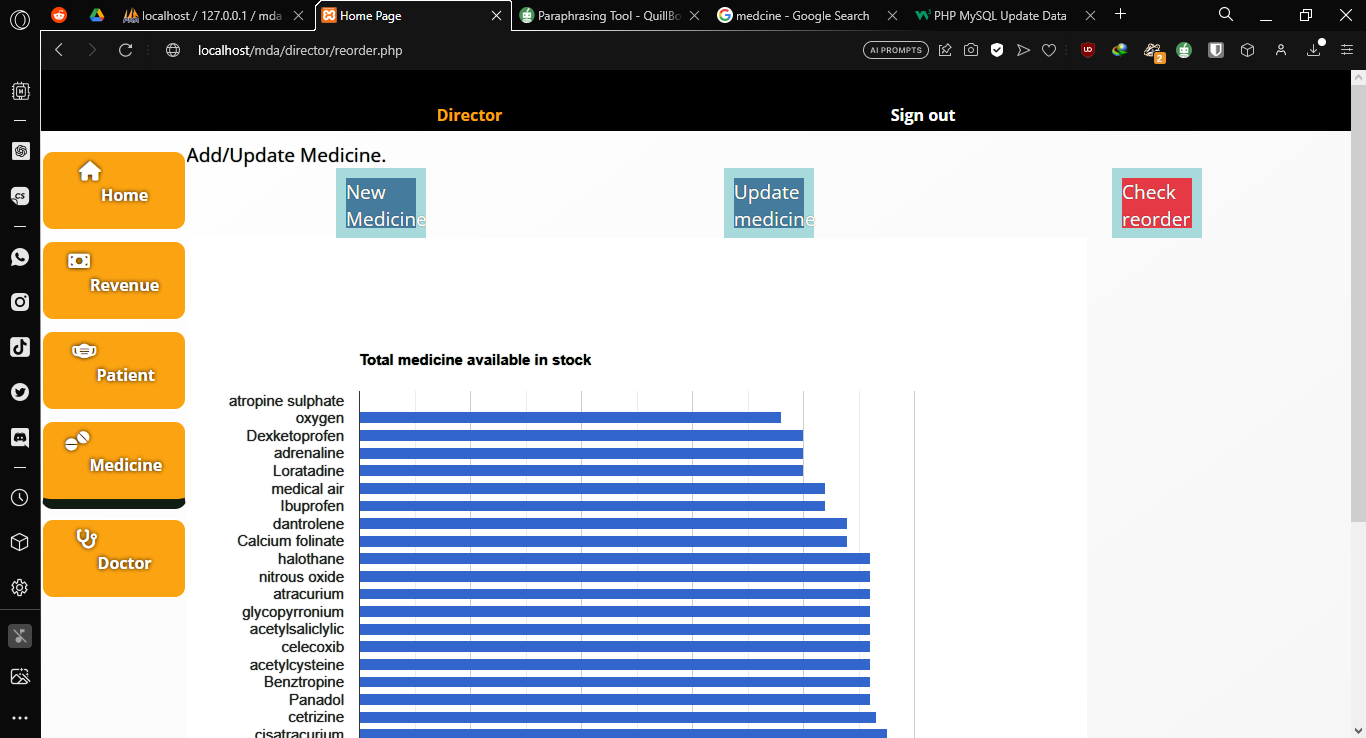 localhost / 127.0.0.1 / mda
Home Page
Paraphrasing Tool - QuillBo
medcine - Google Search
PHP MySQL Update Data
localhost/mda/director/reorder.php
AI PROMPTS
2
Director
Sign out
Home
Revenue
Patient
Medicine
Doctor
Add/Update Medicine.
New
Medicine
Update
medicine
Check
reorder
Total medicine available in stock
atropine sulphate
oxygen
Dexketoprofen
adrenaline
Loratadine
medical air
Ibuprofen
dantrolene
Calcium folinate
halothane
nitrous oxide
atracurium
glycopyrronium
acetylsaliclylic
celecoxib
acetylcysteine
Benztropine
Panadol
cetrizine
cisatracurium